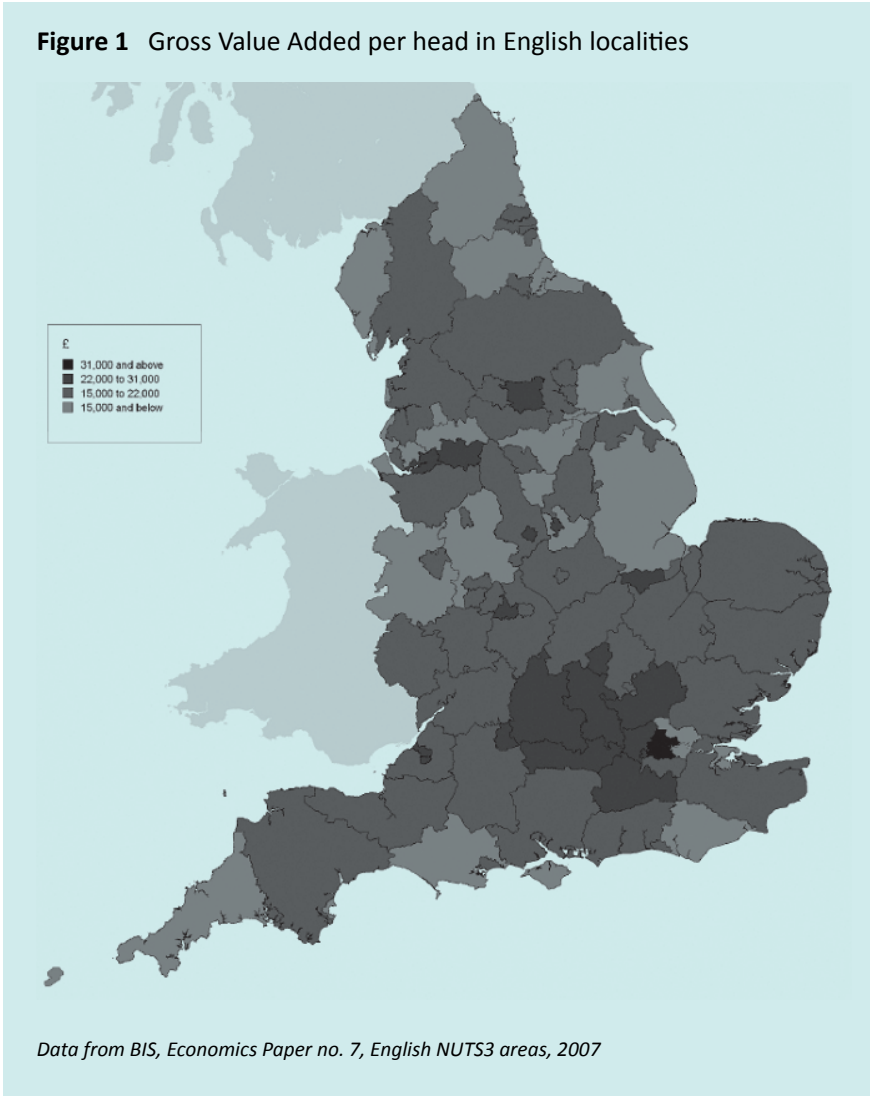 Figure 1 Gross Value Added per head in English localities
£
31,000 and above
22,000 to 31,000
15,000 to 22,000
15,000 and below
Data from BIS, Economics Paper no. 7, English NUTS3 areas, 2007